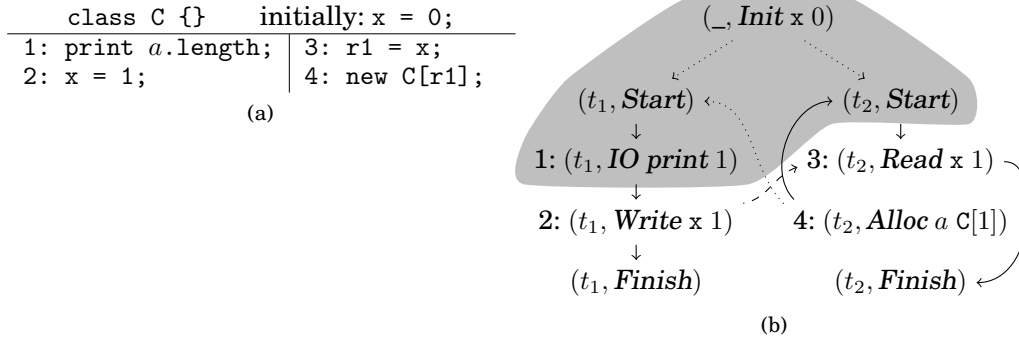 class C {} initially: x = 0;
1: print a.length; 3: r1 = x;
2: x = 1; 4: new C[r1];
(a)
(_, Init x 0)
(t₁, Start) (t₂, Start)
1: (t₁, IO print 1) 3: (t₂, Read x 1)
2: (t₁, Write x 1) 4: (t₂, Alloc a C[1])
(t₁, Finish) (t₂, Finish)
(b)